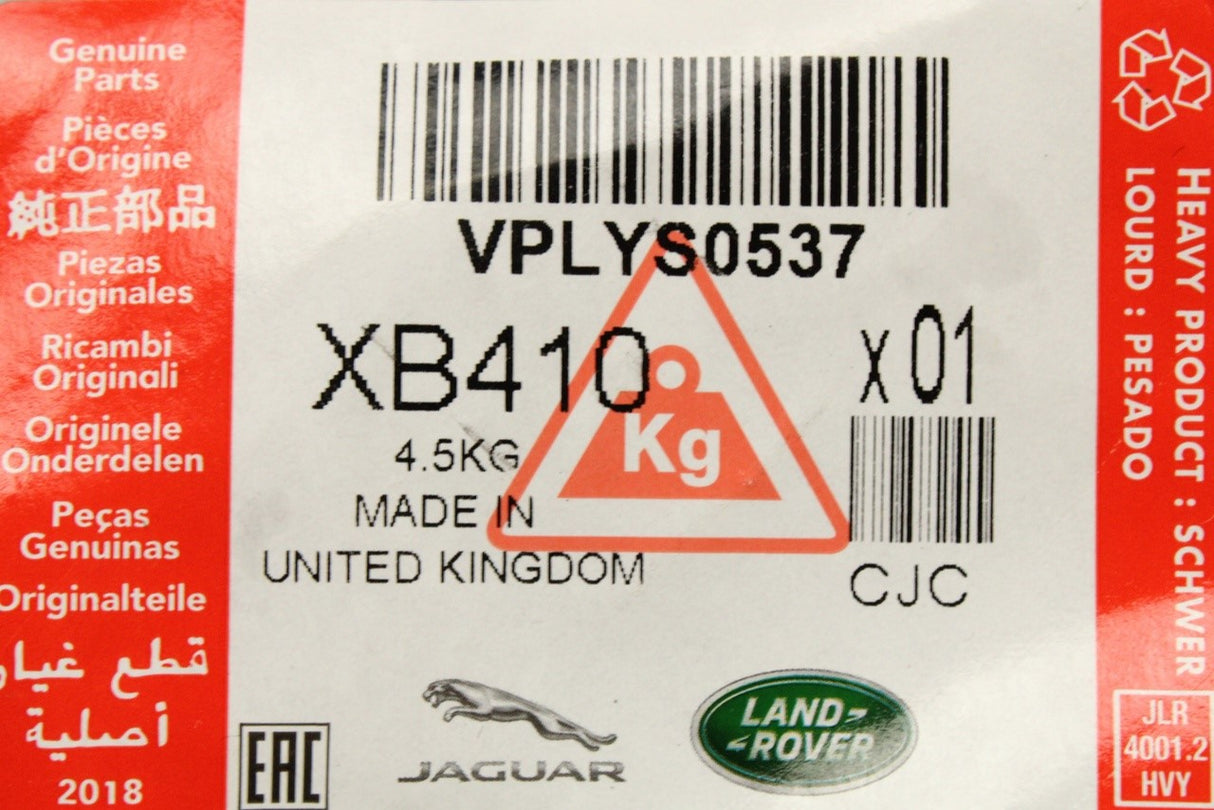 Genuine
Parts
Pièces
d'Origine
純正部品
Piezas
Originales
Ricambi
Originali
Originele
Onderdelen
Peças
Genuinas
Originalteile
قطع غيار
أصلية
2018
VPLYS0537
XB410
x01
Kg
4.5KG
MADE IN
UNITED KINGDOM
CJC
EAC
JAGUAR
LAND-
-ROVER
HEAVY PRODUCT : SCHWER
LOURD : PESADO
JLR
4001.2
HVY